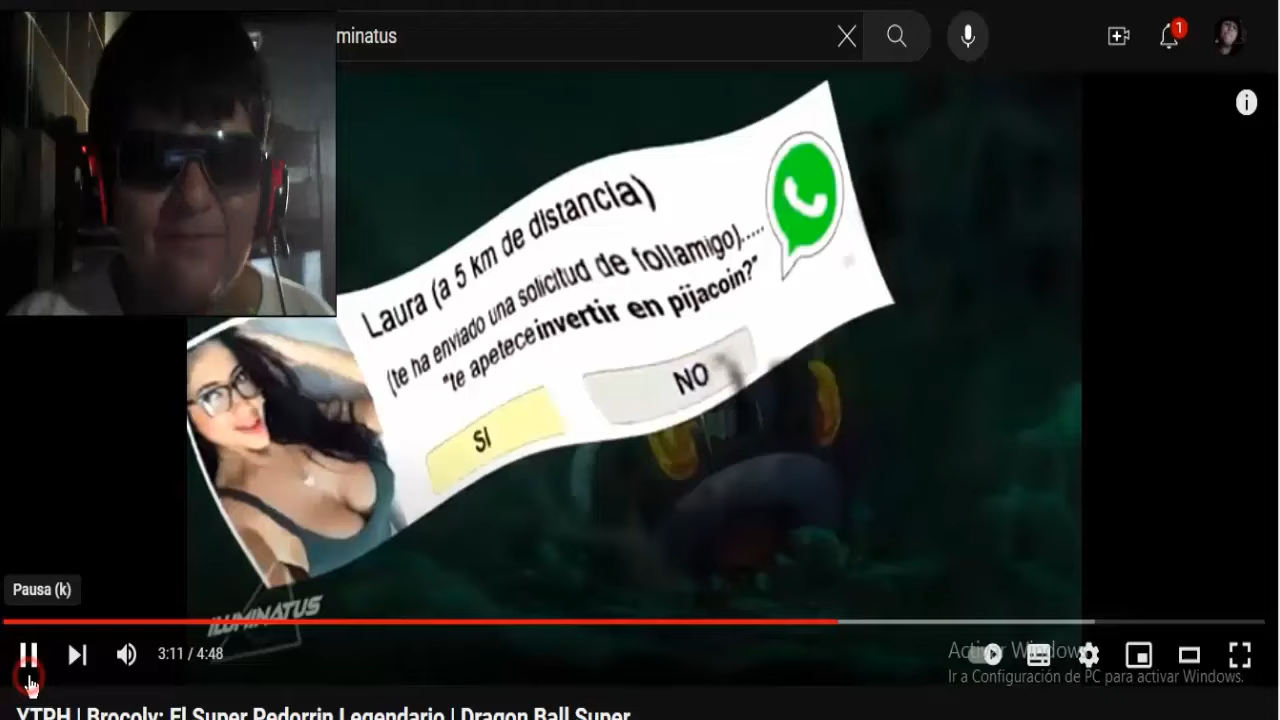 minatus
1
Laura (a 5 km de distancia)
(te ha enviado una solicitud de follamigo).....
"te apetece invertir en pijacoin?"
SI
NO
Pausa (k)
ILUMINATUS
3:11 / 4:48
Activar Windows
Ir a Configuración de PC para activar Windows.
YTPH | Brocoly: El Super Pedorrin Legendario | Dragon Ball Super